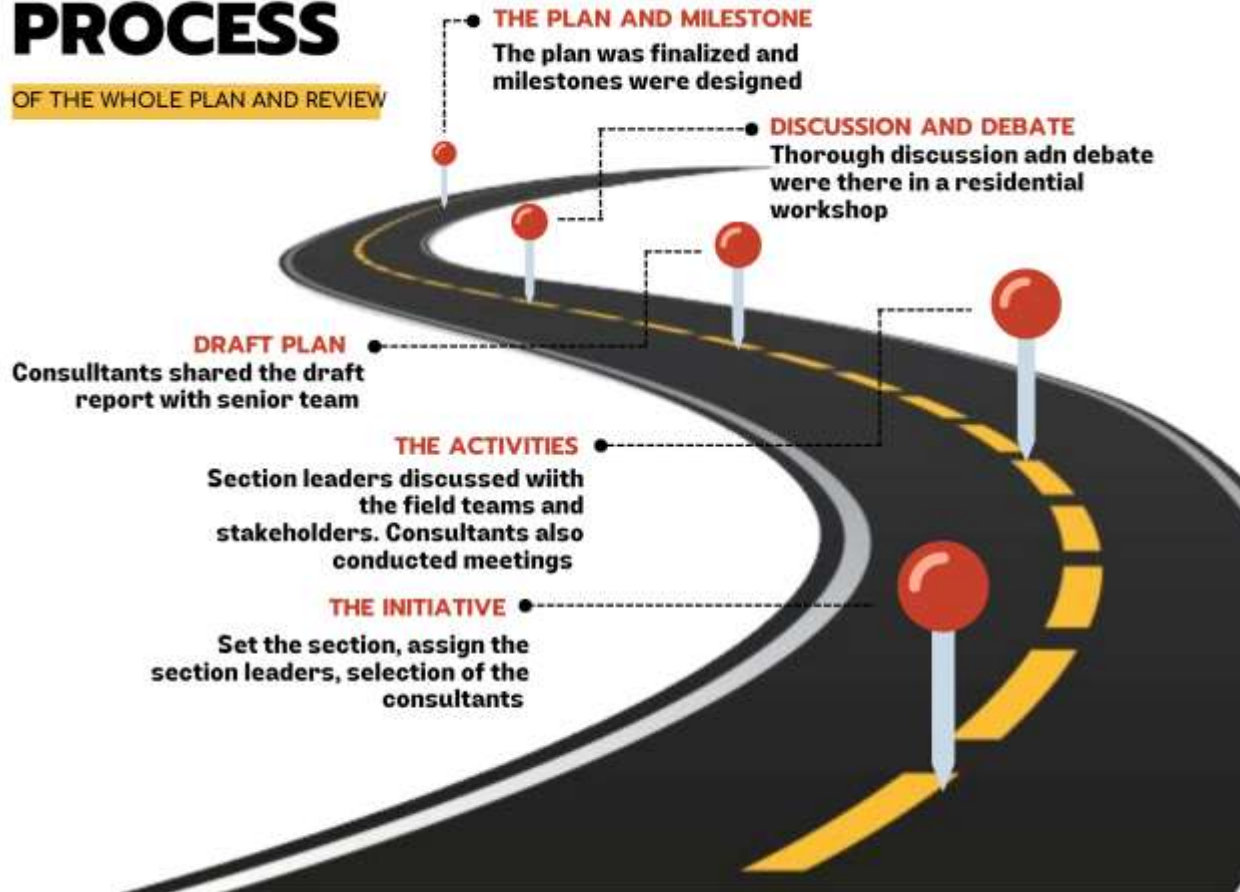 PROCESS
OF THE WHOLE PLAN AND REVIEW
THE PLAN AND MILESTONE
The plan was finalized and
milestones were designed
DISCUSSION AND DEBATE
Thorough discussion adn debate
were there in a residential
workshop
DRAFT PLAN
Consulltants shared the draft
report with senior team
THE ACTIVITIES
Section leaders discussed wiith
the field teams and
stakeholders. Consultants also
conducted meetings
THE INITIATIVE
Set the section, assign the
section leaders, selection of the
consultants